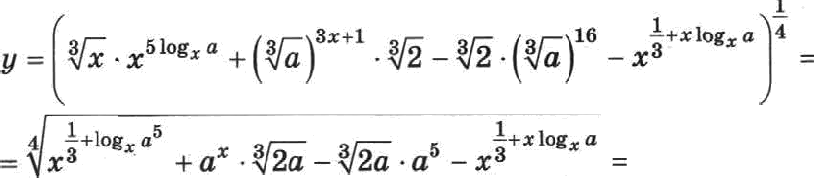 y = (∛x · x^(5 log_x a) + (∛a)^(3x+1) · ∛2 − ∛2 · (∛a)^16 − x^(1/3 + x log_x a))^(1/4) =
= ∜(x^(1/3 + log_x a^5) + a^x · ∛(2a) − ∛(2a) · a^5 − x^(1/3 + x log_x a)) =